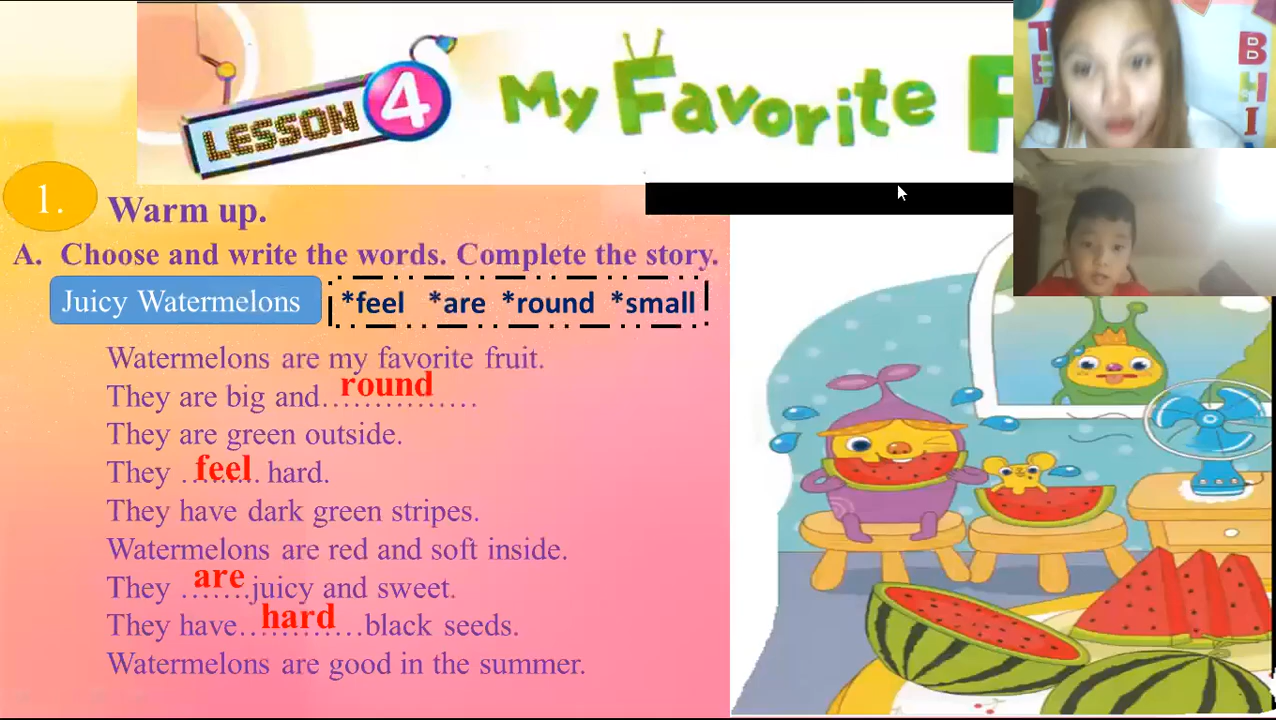 LESSON 4
My Favorite F
1.
Warm up.
A. Choose and write the words. Complete the story.
Juicy Watermelons
*feel *are *round *small
Watermelons are my favorite fruit.
They are big and...............round
They are green outside.
They .........feel hard.
They have dark green stripes.
Watermelons are red and soft inside.
They .......are juicy and sweet.
They have............hard black seeds.
Watermelons are good in the summer.
T
E
A
B
H
I